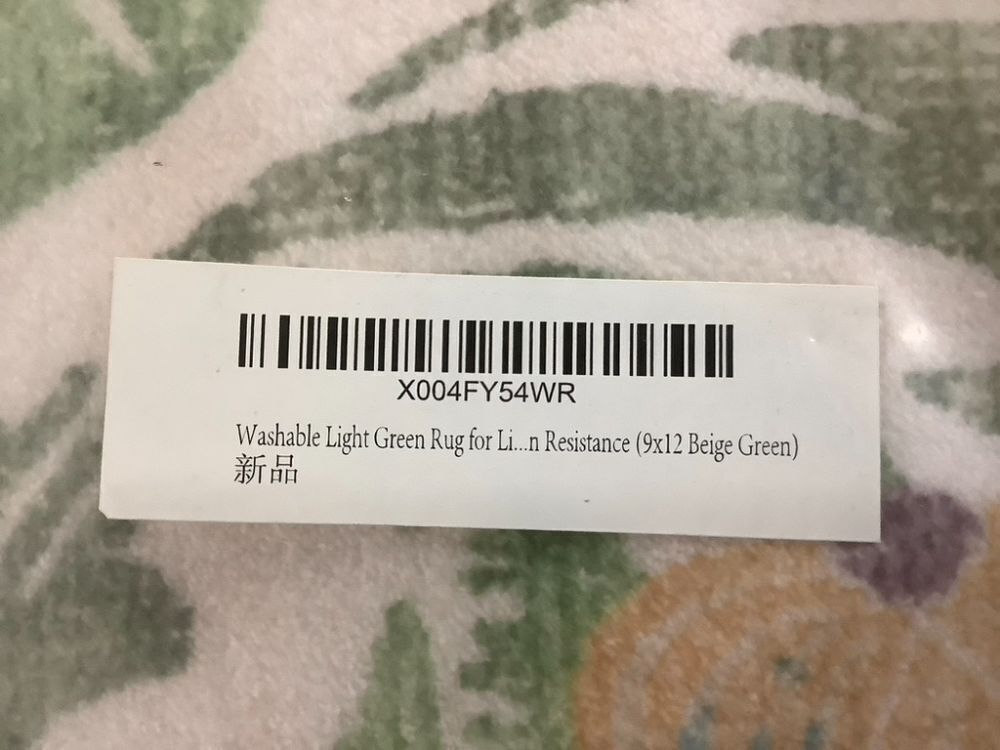 X004FY54WR
Washable Light Green Rug for Li...n Resistance (9x12 Beige Green)
新品